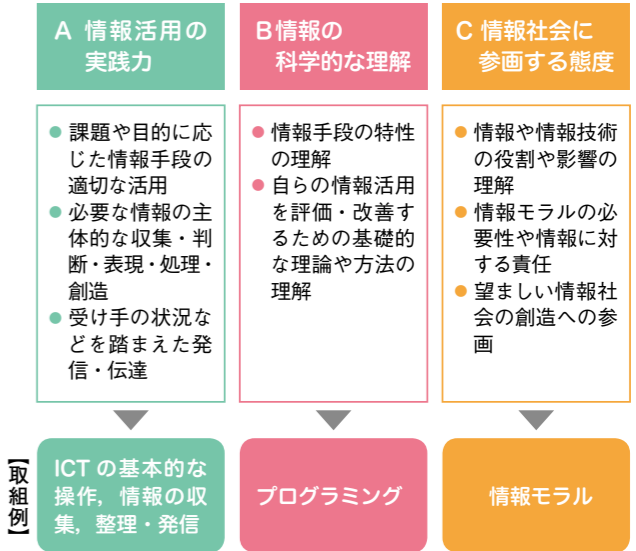 A 情報活用の
実践力
● 課題や目的に応
じた情報手段の
適切な活用
● 必要な情報の主
体的な収集・判
断・表現・処理・
創造
● 受け手の状況な
どを踏まえた発
信・伝達
ICT の基本的な
操作，情報の収
集，整理・発信
B 情報の
科学的な理解
● 情報手段の特性
の理解
● 自らの情報活用
を評価・改善す
るための基礎的
な理論や方法の
理解
プログラミング
C 情報社会に
参画する態度
● 情報や情報技術
の役割や影響の
理解
● 情報モラルの必
要性や情報に対
する責任
● 望ましい情報社
会の創造への参
画
情報モラル
【取組例】